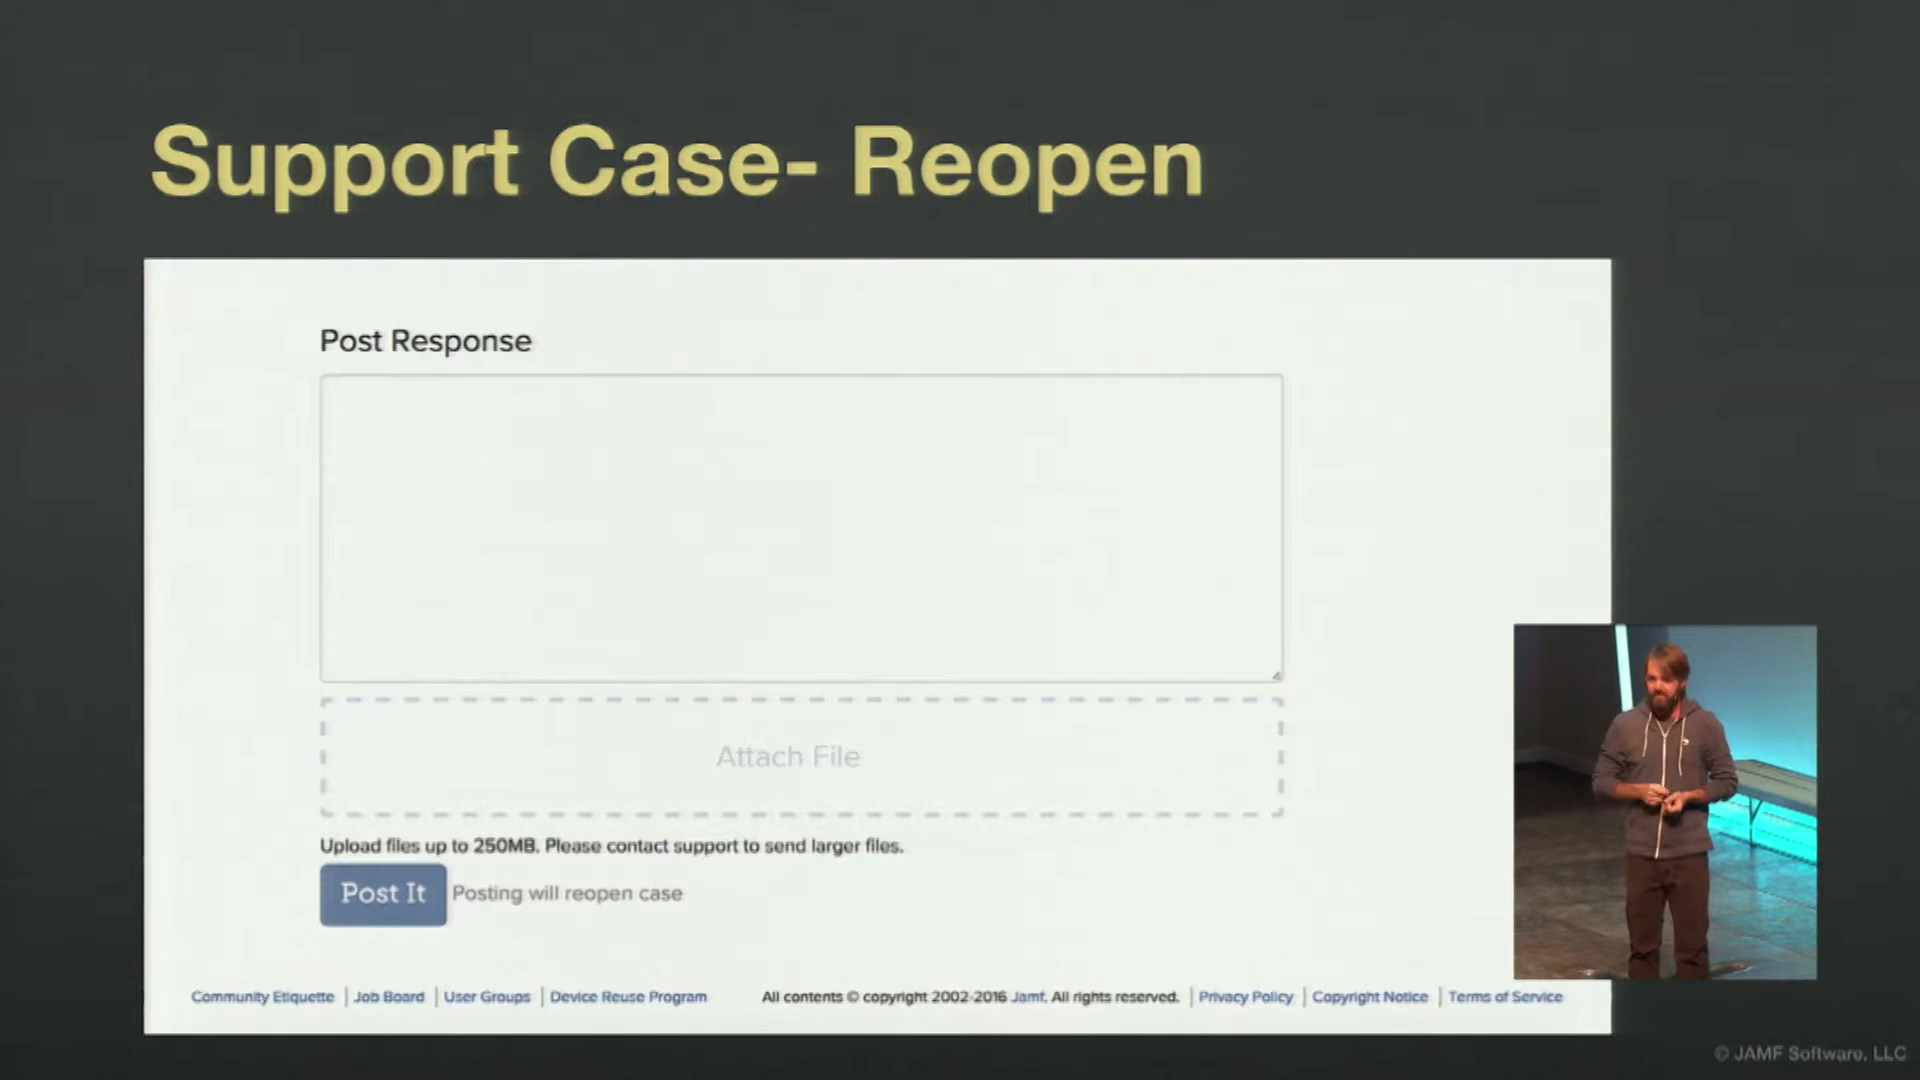 Support Case- Reopen
Post Response
Attach File
Upload files up to 250MB. Please contact support to send larger files.
Post It Posting will reopen case
Community Etiquette Job Board User Groups Device Reuse Program All contents © copyright 2002-2016 Jamf. All rights reserved. Privacy Policy Copyright Notice Terms of Service
© JAMF Software, LLC